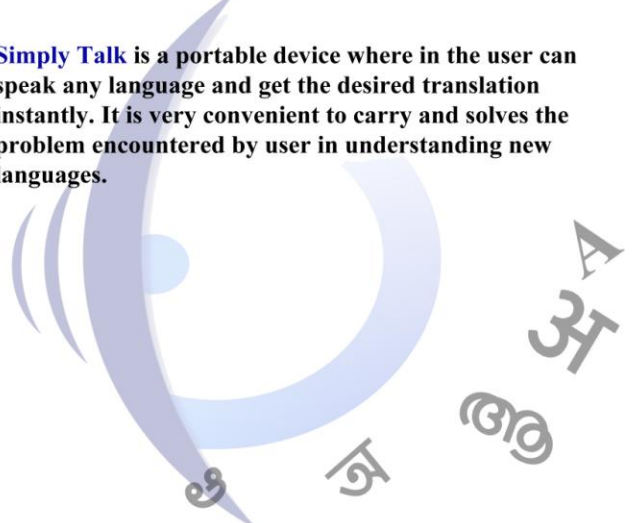 Simply Talk is a portable device where in the user can
speak any language and get the desired translation
instantly. It is very convenient to carry and solves the
problem encountered by user in understanding new
languages.
A
अ
ആ
ঌ